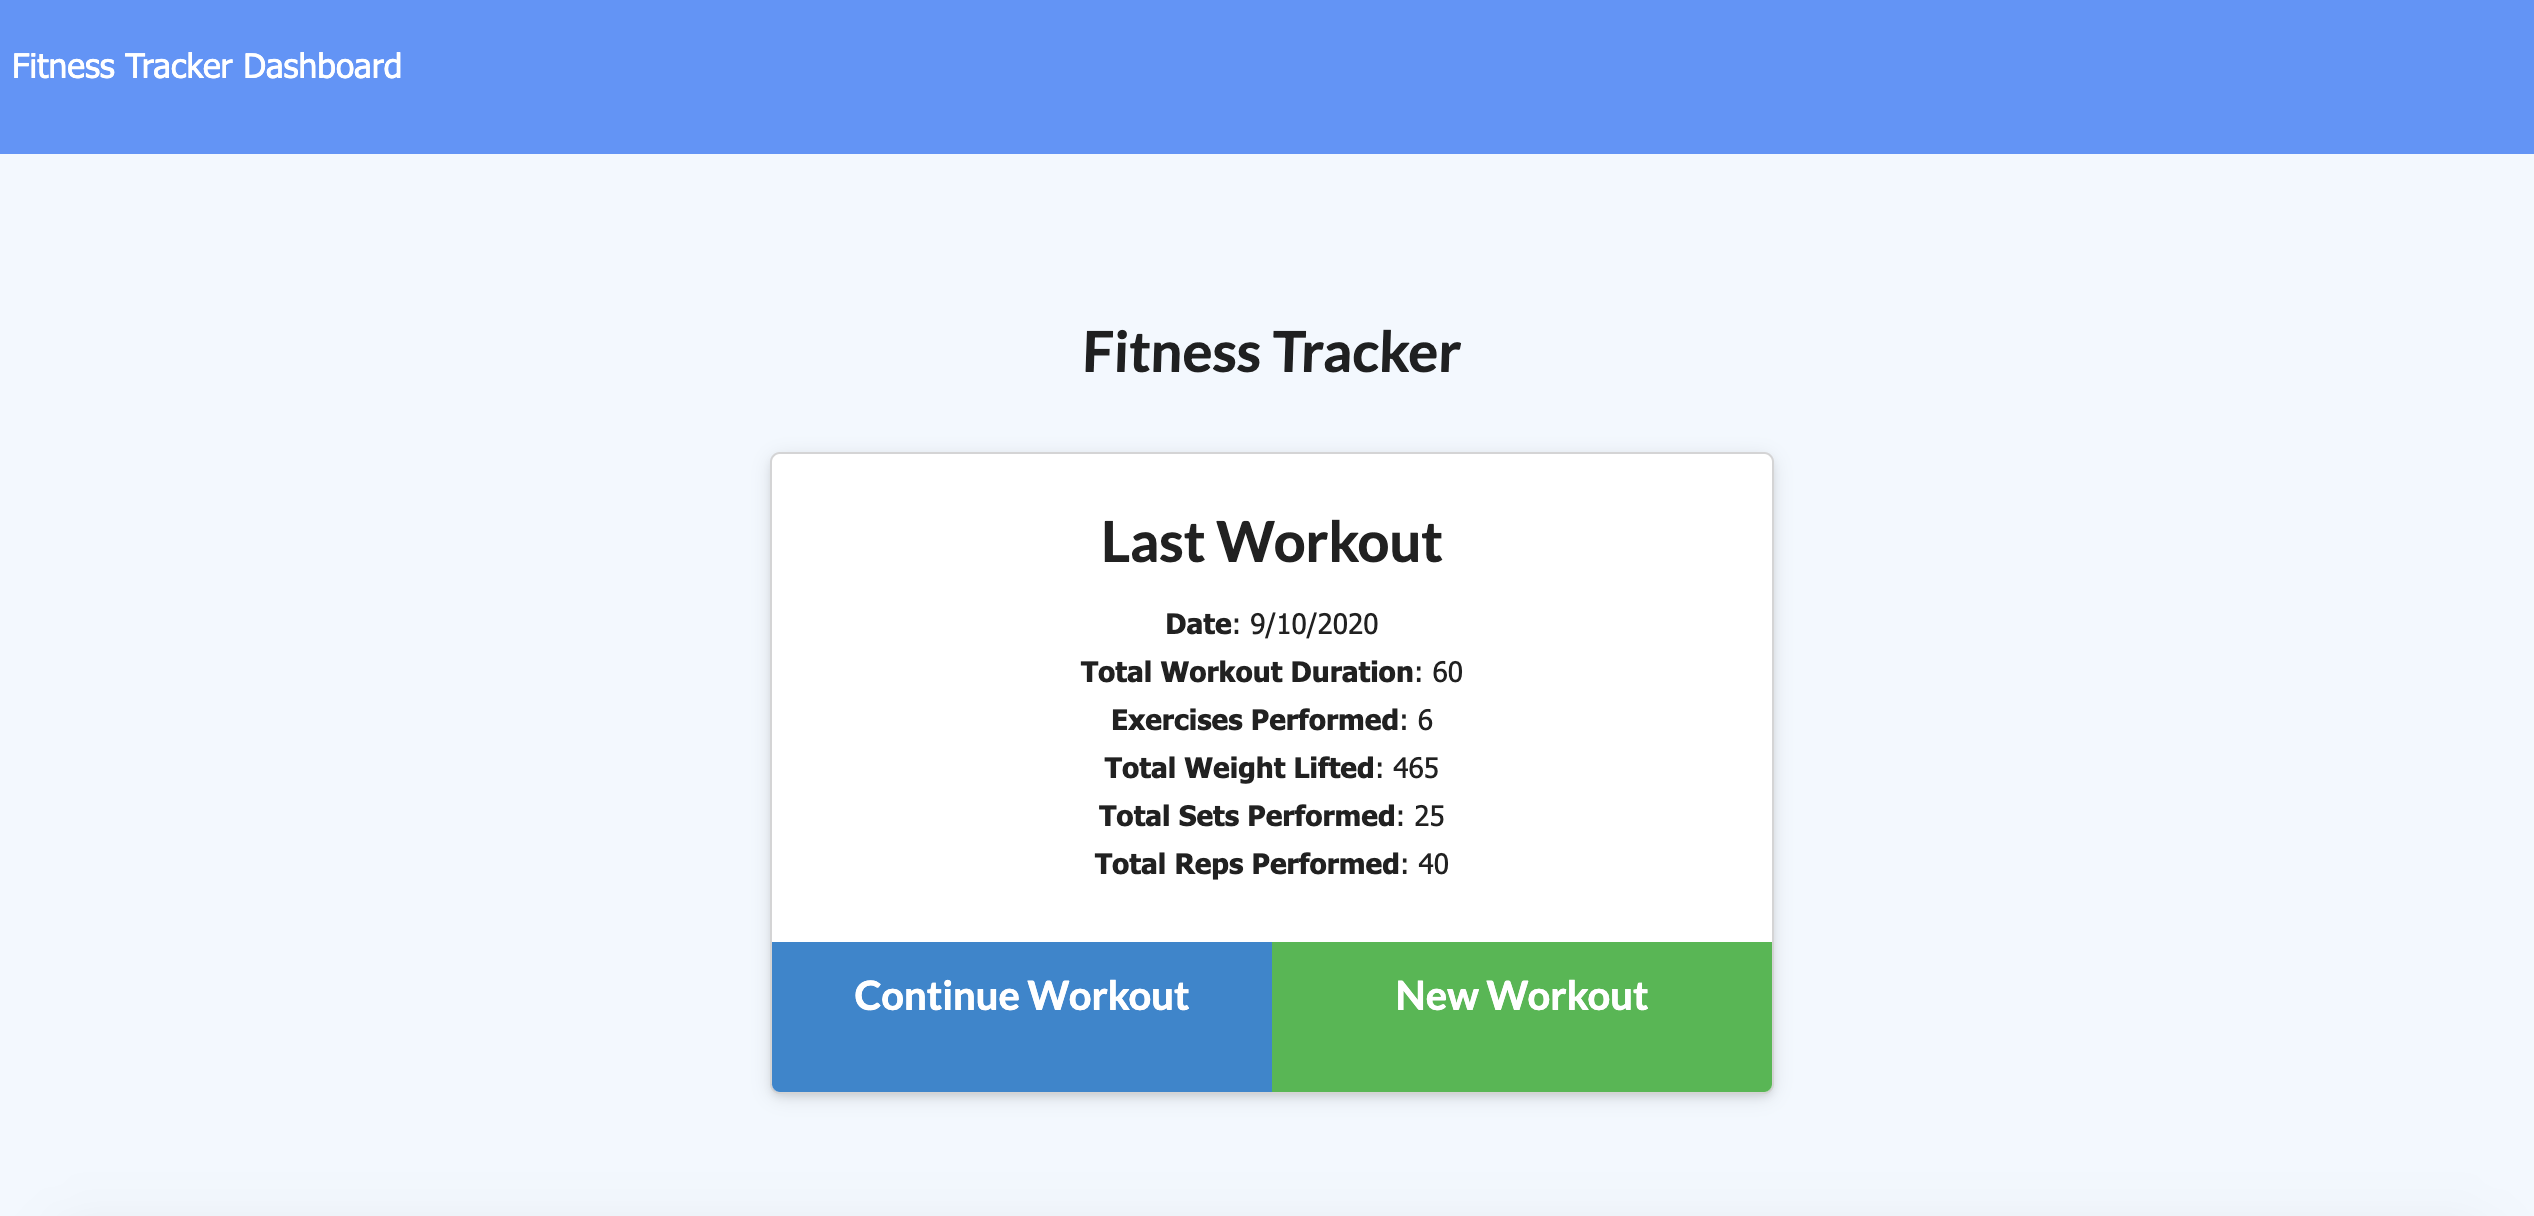 Fitness Tracker Dashboard
Fitness Tracker
Last Workout
Date: 9/10/2020
Total Workout Duration: 60
Exercises Performed: 6
Total Weight Lifted: 465
Total Sets Performed: 25
Total Reps Performed: 40
Continue Workout New Workout